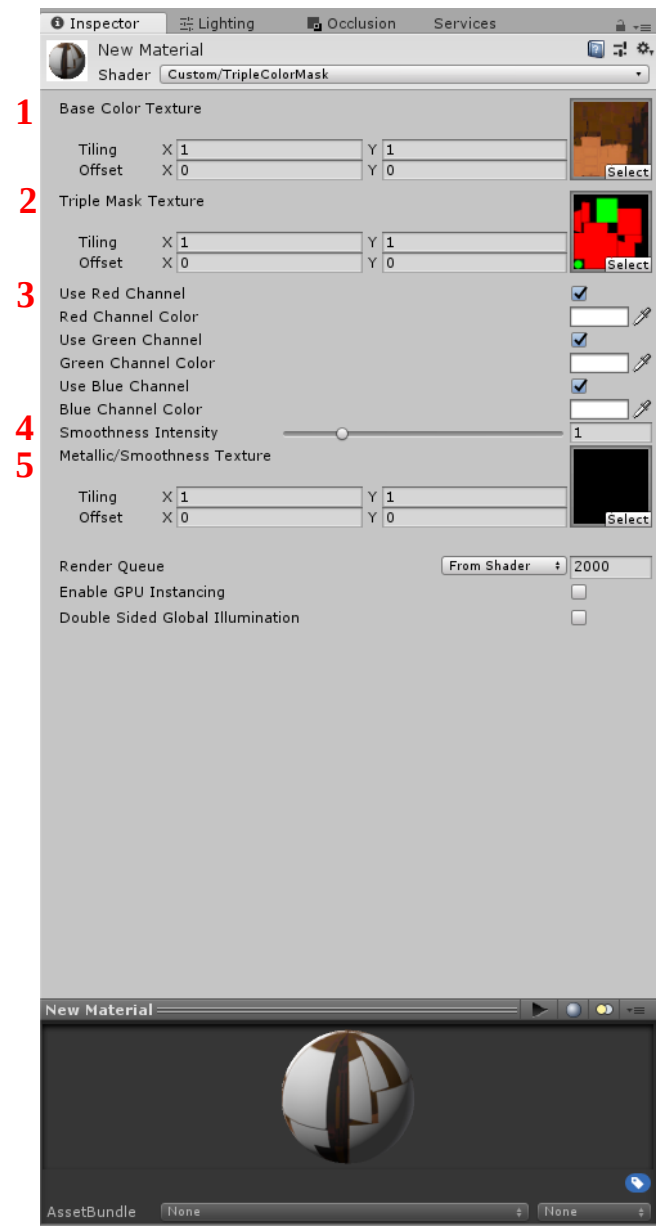 Inspector Lighting Occlusion Services
New Material
Shader Custom/TripleColorMask
1 Base Color Texture
Tiling X 1 Y 1
Offset X 0 Y 0
Select
2 Triple Mask Texture
Tiling X 1 Y 1
Offset X 0 Y 0
Select
3 Use Red Channel
Red Channel Color
Use Green Channel
Green Channel Color
Use Blue Channel
Blue Channel Color
4 Smoothness Intensity 1
5 Metallic/Smoothness Texture
Tiling X 1 Y 1
Offset X 0 Y 0
Select
Render Queue From Shader 2000
Enable GPU Instancing
Double Sided Global Illumination
New Material
AssetBundle None None